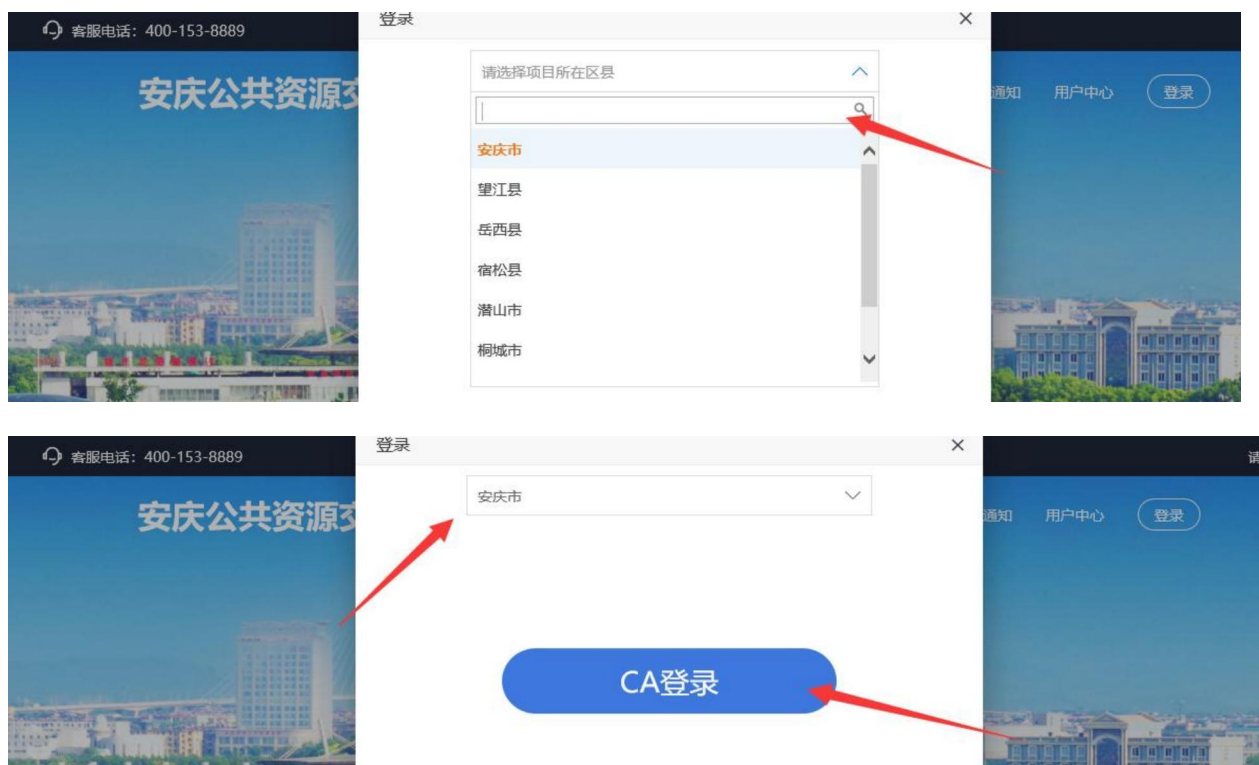 客服电话：400-153-8889
登录
安庆公共资源交
请选择项目所在区县
通知 用户中心 登录
安庆市
望江县
岳西县
宿松县
潜山市
桐城市
客服电话：400-153-8889
登录
请
安庆公共资源交
安庆市
通知 用户中心 登录
CA登录